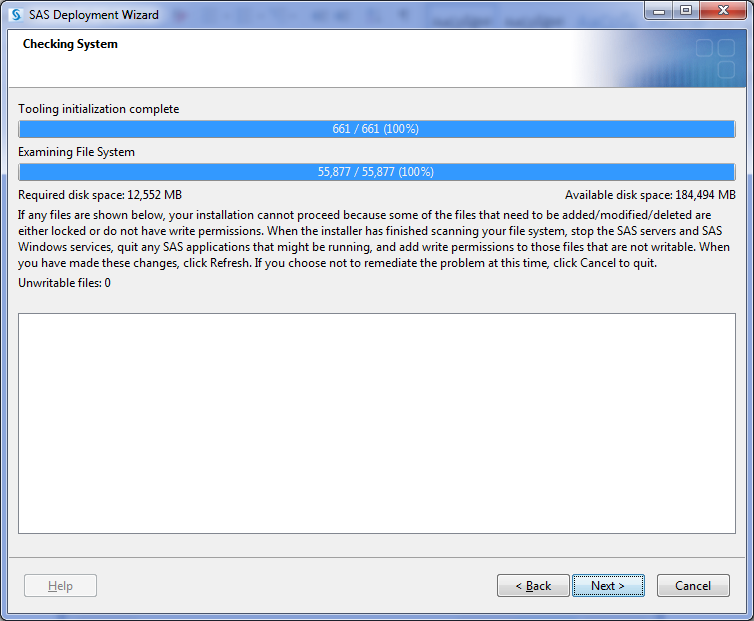 SAS Deployment Wizard
Checking System
Tooling initialization complete
661 / 661 (100%)
Examining File System
55,877 / 55,877 (100%)
Required disk space: 12,552 MB
Available disk space: 184,494 MB
If any files are shown below, your installation cannot proceed because some of the files that need to be added/modified/deleted are
either locked or do not have write permissions. When the installer has finished scanning your file system, stop the SAS servers and SAS
Windows services, quit any SAS applications that might be running, and add write permissions to those files that are not writable. When
you have made these changes, click Refresh. If you choose not to remediate the problem at this time, click Cancel to quit.
Unwritable files: 0
Help
< Back
Next >
Cancel